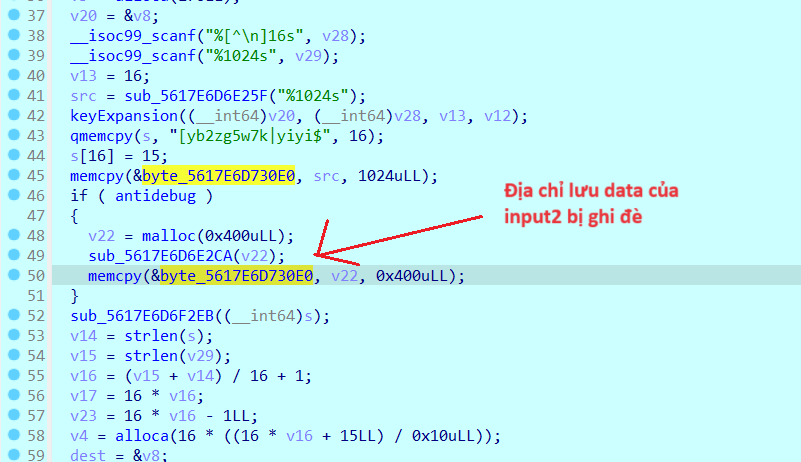 37 v20 = &v8;
38 __isoc99_scanf("%[^\n]16s", v28);
39 __isoc99_scanf("%1024s", v29);
40 v13 = 16;
41 src = sub_5617E6D6E25F("%1024s");
42 keyExpansion((__int64)v20, (__int64)v28, v13, v12);
43 qmemcpy(s, "[yb2zg5w7k|yiyi$", 16);
44 s[16] = 15;
45 memcpy(&byte_5617E6D730E0, src, 1024uLL);
46 if ( antidebug )
47 {
48 v22 = malloc(0x400uLL);
49 sub_5617E6D6E2CA(v22);
50 memcpy(&byte_5617E6D730E0, v22, 0x400uLL);
51 }
52 sub_5617E6D6F2EB((__int64)s);
53 v14 = strlen(s);
54 v15 = strlen(v29);
55 v16 = (v15 + v14) / 16 + 1;
56 v17 = 16 * v16;
57 v23 = 16 * v16 - 1LL;
58 v4 = alloca(16 * ((16 * v16 + 15LL) / 0x10uLL));
59 dest = &v8;
Địa chỉ lưu data của
input2 bị ghi đè